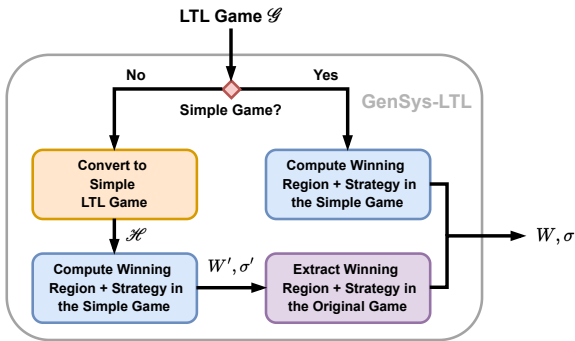 LTL Game 𝒢
No
Yes
GenSys-LTL
Simple Game?
Convert to
Simple
LTL Game
Compute Winning
Region + Strategy in
the Simple Game
ℋ
W, σ
Compute Winning
Region + Strategy in
the Simple Game
W′, σ′
Extract Winning
Region + Strategy in
the Original Game